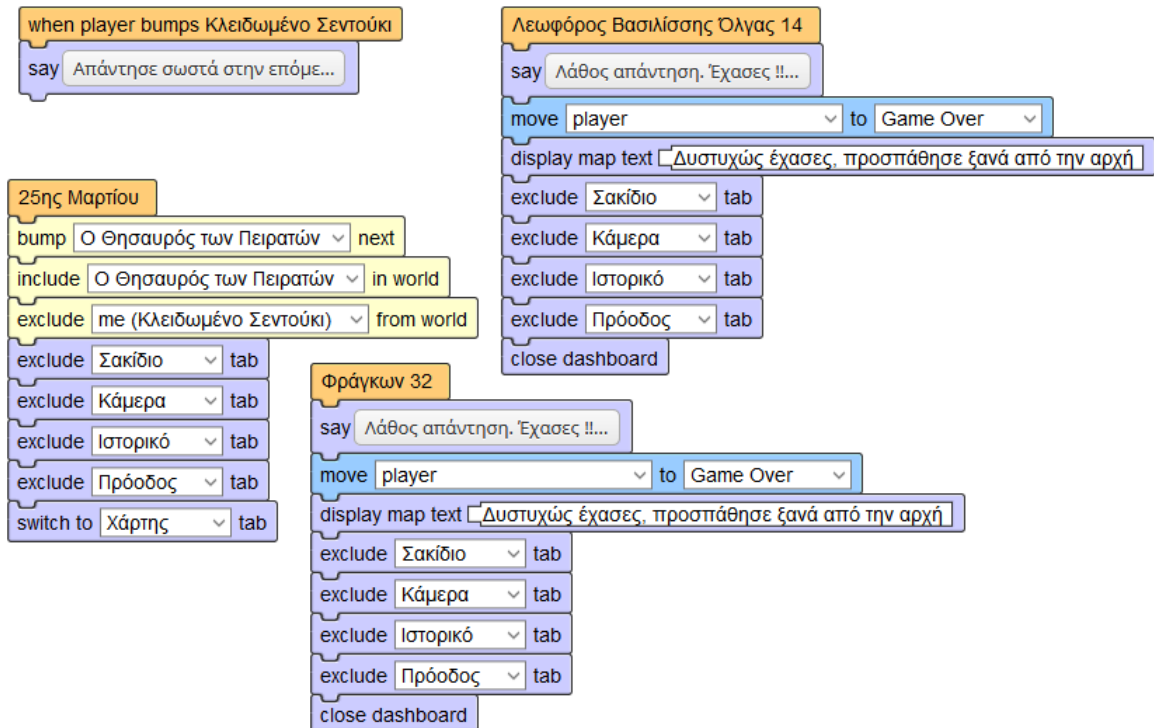 when player bumps Κλειδωμένο Σεντούκι
say Απάντησε σωστά στην επόμε...
25ης Μαρτίου
bump Ο Θησαυρός των Πειρατών next
include Ο Θησαυρός των Πειρατών in world
exclude me (Κλειδωμένο Σεντούκι) from world
exclude Σακίδιο tab
exclude Κάμερα tab
exclude Ιστορικό tab
exclude Πρόοδος tab
switch to Χάρτης tab
Λεωφόρος Βασιλίσσης Όλγας 14
say Λάθος απάντηση. Έχασες !!...
move player to Game Over
display map text Δυστυχώς έχασες, προσπάθησε ξανά από την αρχή
exclude Σακίδιο tab
exclude Κάμερα tab
exclude Ιστορικό tab
exclude Πρόοδος tab
close dashboard
Φράγκων 32
say Λάθος απάντηση. Έχασες !!...
move player to Game Over
display map text Δυστυχώς έχασες, προσπάθησε ξανά από την αρχή
exclude Σακίδιο tab
exclude Κάμερα tab
exclude Ιστορικό tab
exclude Πρόοδος tab
close dashboard